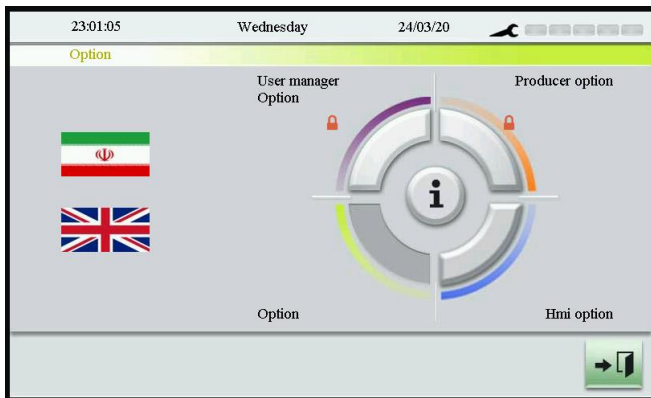 23:01:05 Wednesday 24/03/20
Option
User manager
Option
Producer option
i
Option
Hmi option